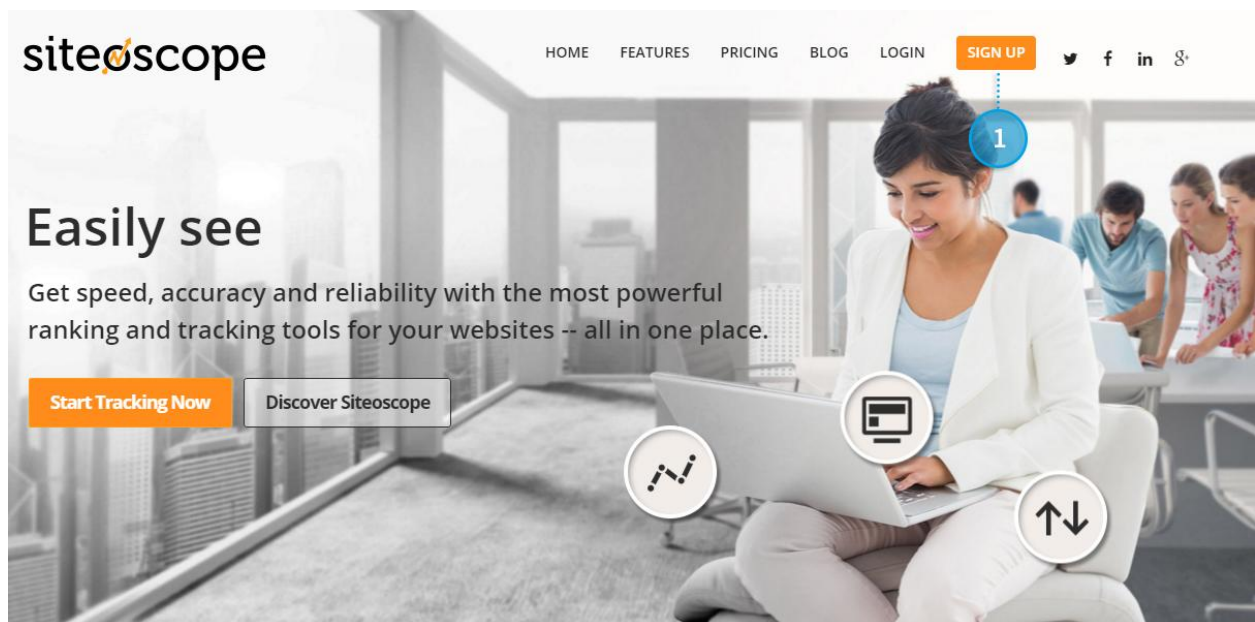 siteoscope
HOME FEATURES PRICING BLOG LOGIN SIGN UP
1
Easily see
Get speed, accuracy and reliability with the most powerful
ranking and tracking tools for your websites -- all in one place.
Start Tracking Now Discover Siteoscope